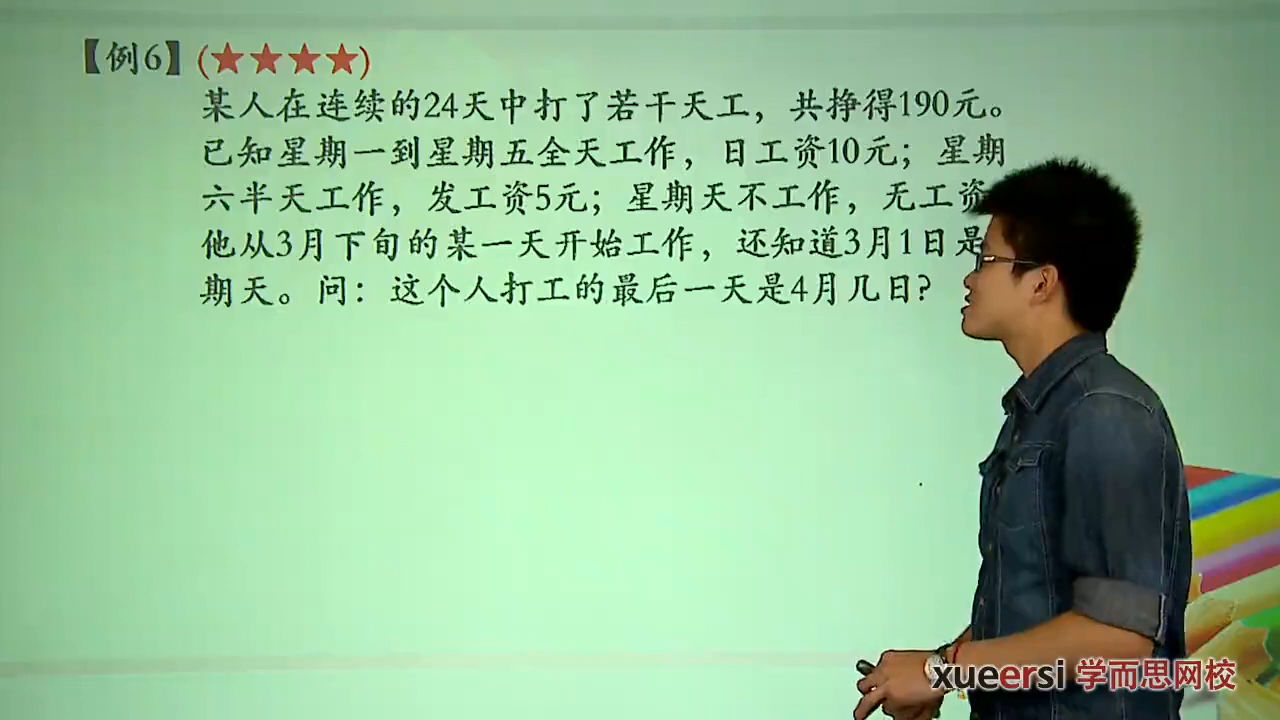 【例6】(★★★★)
某人在连续的24天中打了若干天工，共挣得190元。
已知星期一到星期五全天工作，日工资10元；星期
六半天工作，发工资5元；星期天不工作，无工资
他从3月下旬的某一天开始工作，还知道3月1日是
期天。问：这个人打工的最后一天是4月几日？
xueersi 学而思网校